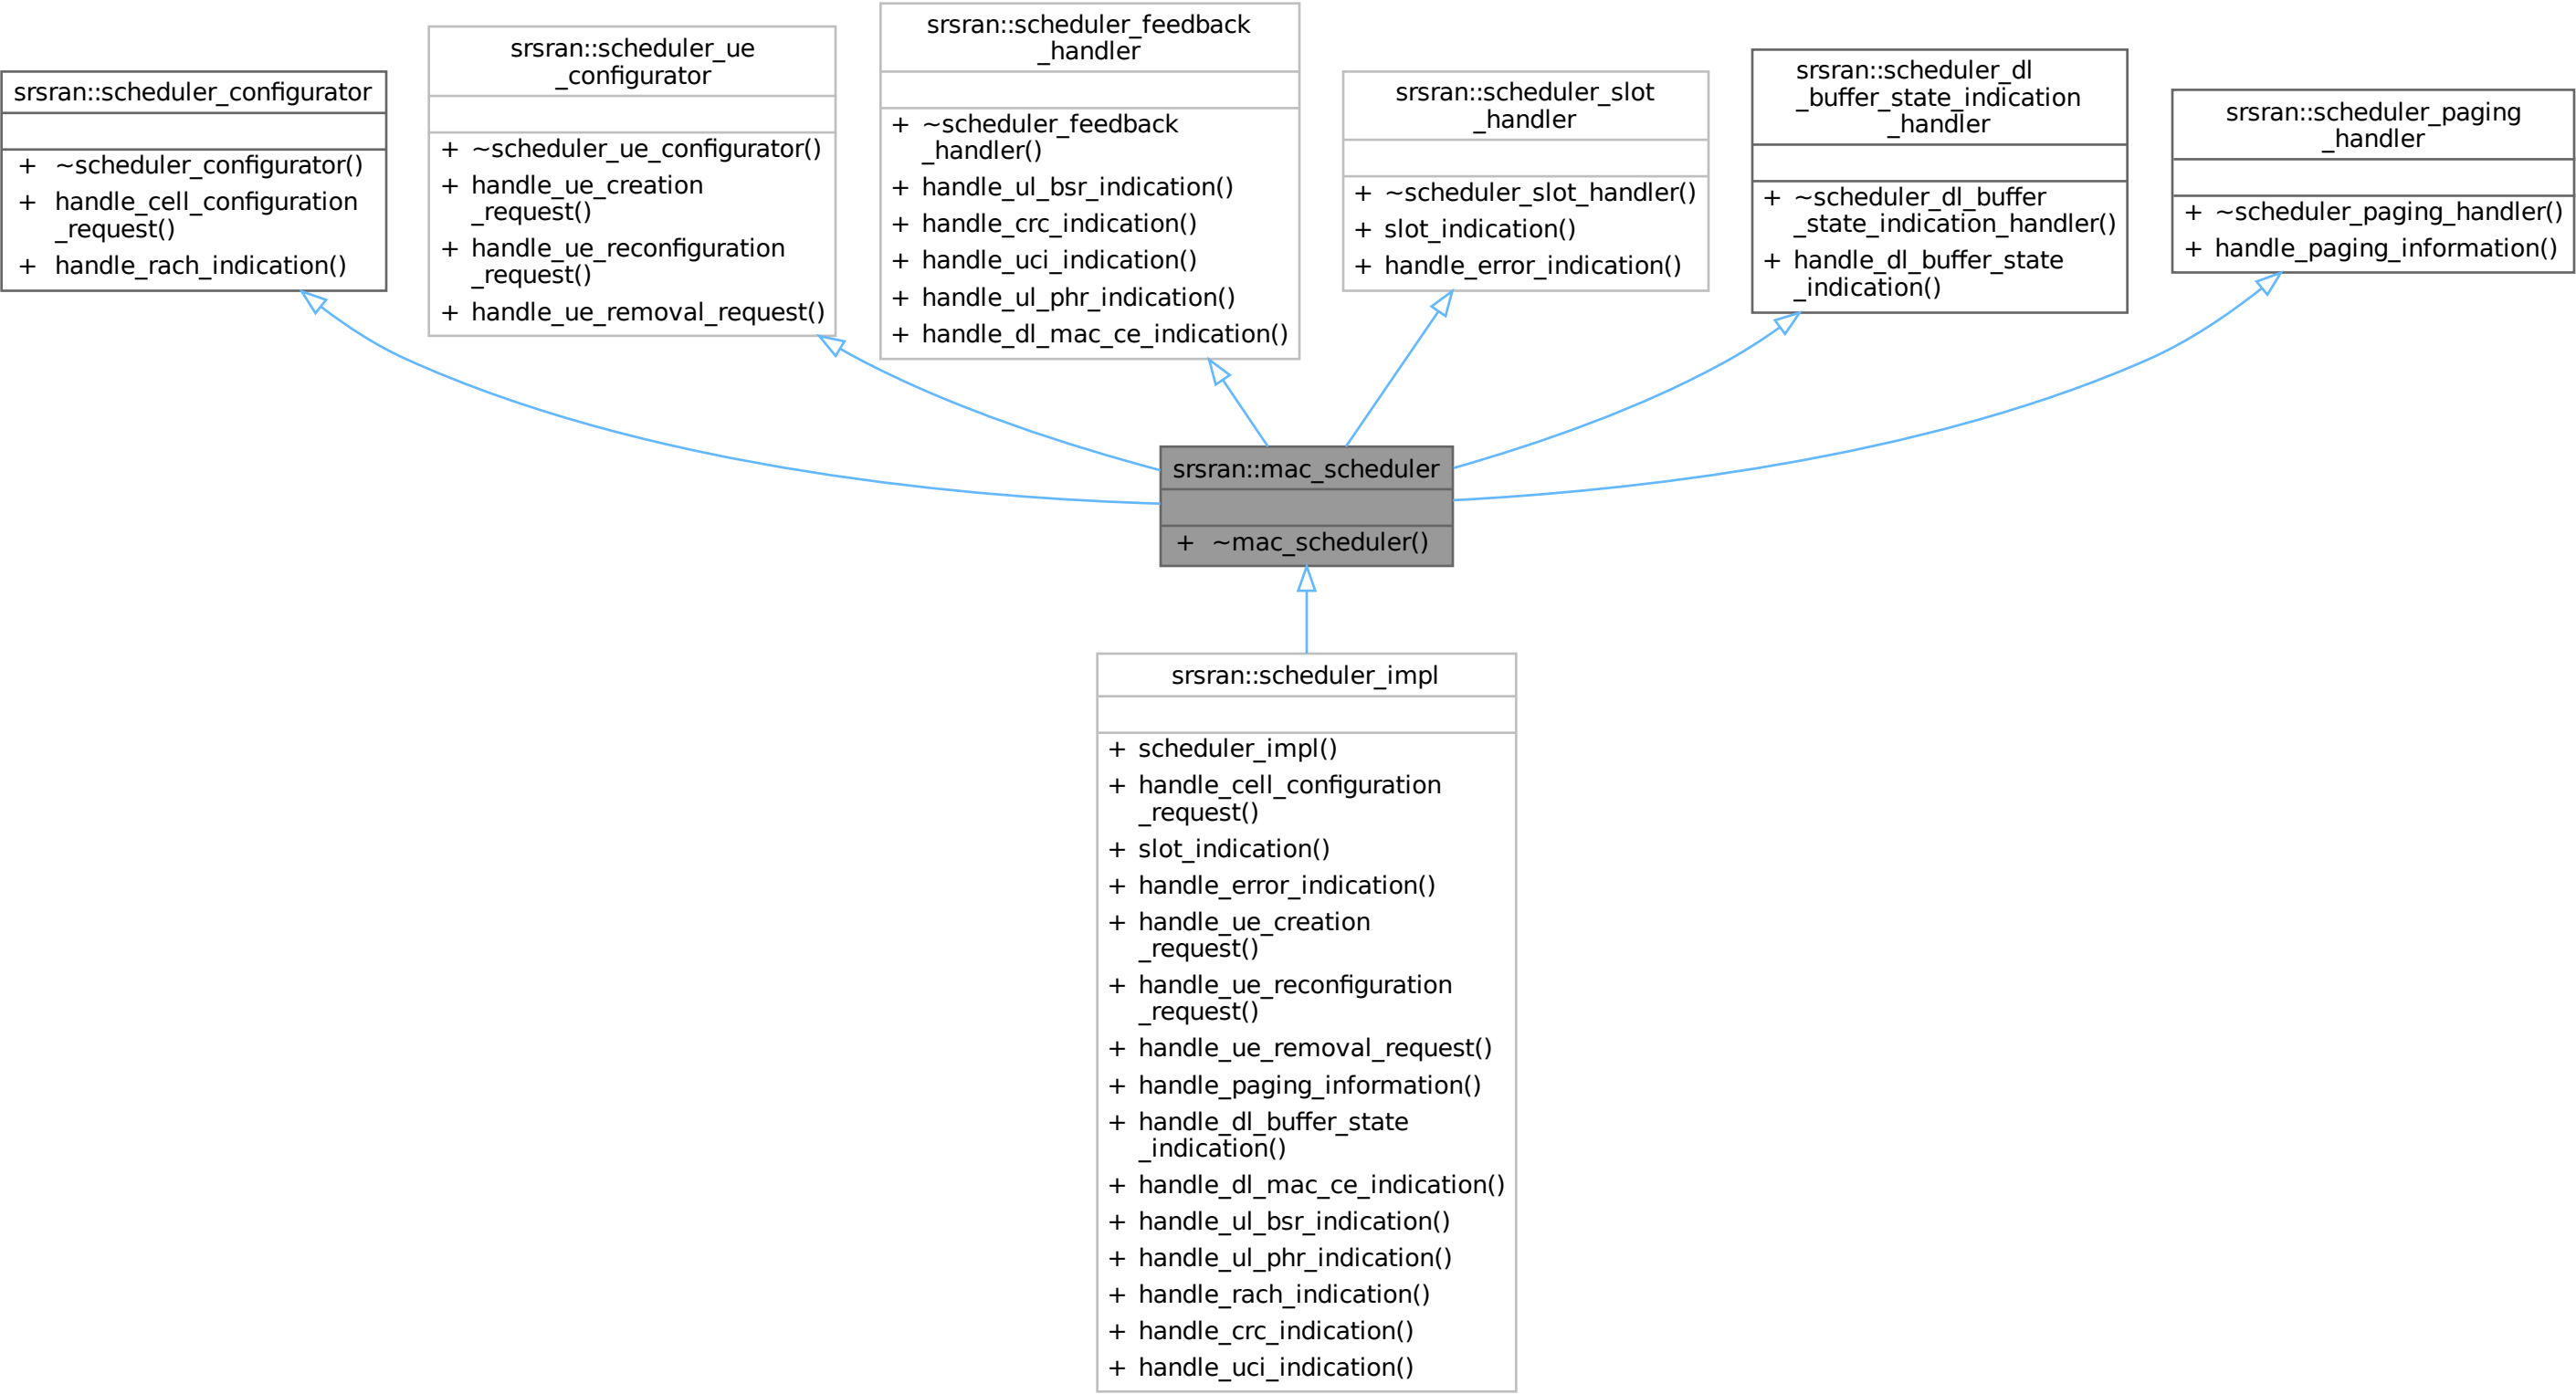 srsran::scheduler_configurator
+ ~scheduler_configurator()
+ handle_cell_configuration
_request()
+ handle_rach_indication()
srsran::scheduler_ue
_configurator
+ ~scheduler_ue_configurator()
+ handle_ue_creation
_request()
+ handle_ue_reconfiguration
_request()
+ handle_ue_removal_request()
srsran::scheduler_feedback
_handler
+ ~scheduler_feedback
_handler()
+ handle_ul_bsr_indication()
+ handle_crc_indication()
+ handle_uci_indication()
+ handle_ul_phr_indication()
+ handle_dl_mac_ce_indication()
srsran::scheduler_slot
_handler
+ ~scheduler_slot_handler()
+ slot_indication()
+ handle_error_indication()
srsran::scheduler_dl
_buffer_state_indication
_handler
+ ~scheduler_dl_buffer
_state_indication_handler()
+ handle_dl_buffer_state
_indication()
srsran::scheduler_paging
_handler
+ ~scheduler_paging_handler()
+ handle_paging_information()
srsran::mac_scheduler
+ ~mac_scheduler()
srsran::scheduler_impl
+ scheduler_impl()
+ handle_cell_configuration
_request()
+ slot_indication()
+ handle_error_indication()
+ handle_ue_creation
_request()
+ handle_ue_reconfiguration
_request()
+ handle_ue_removal_request()
+ handle_paging_information()
+ handle_dl_buffer_state
_indication()
+ handle_dl_mac_ce_indication()
+ handle_ul_bsr_indication()
+ handle_ul_phr_indication()
+ handle_rach_indication()
+ handle_crc_indication()
+ handle_uci_indication()